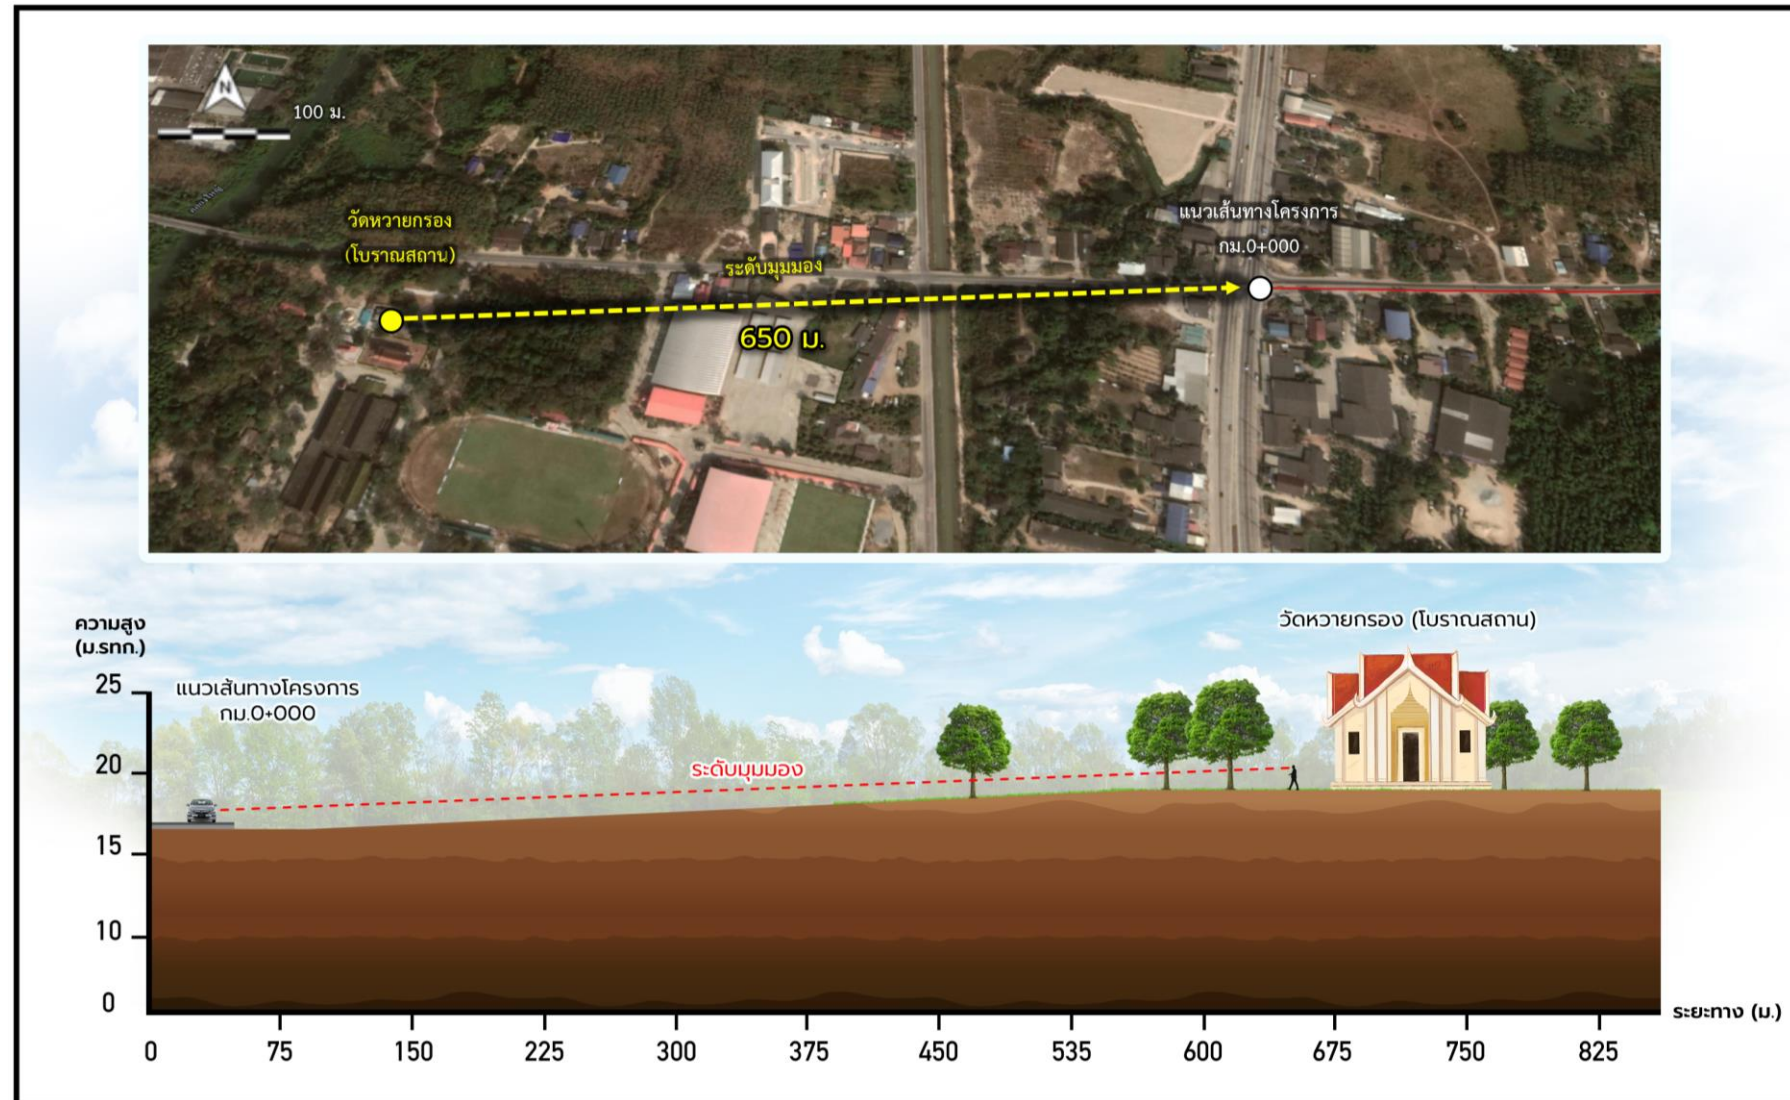 N
100 ม.
คลองใหญ่
วัดหวายกรอง
(โบราณสถาน)
ระดับมุมมอง
650 ม.
แนวเส้นทางโครงการ
กม.0+000
ความสูง
(ม.รทก.)
25
20
15
10
0
แนวเส้นทางโครงการ
กม.0+000
ระดับมุมมอง
วัดหวายกรอง (โบราณสถาน)
0 75 150 225 300 375 450 535 600 675 750 825
ระยะทาง (ม.)